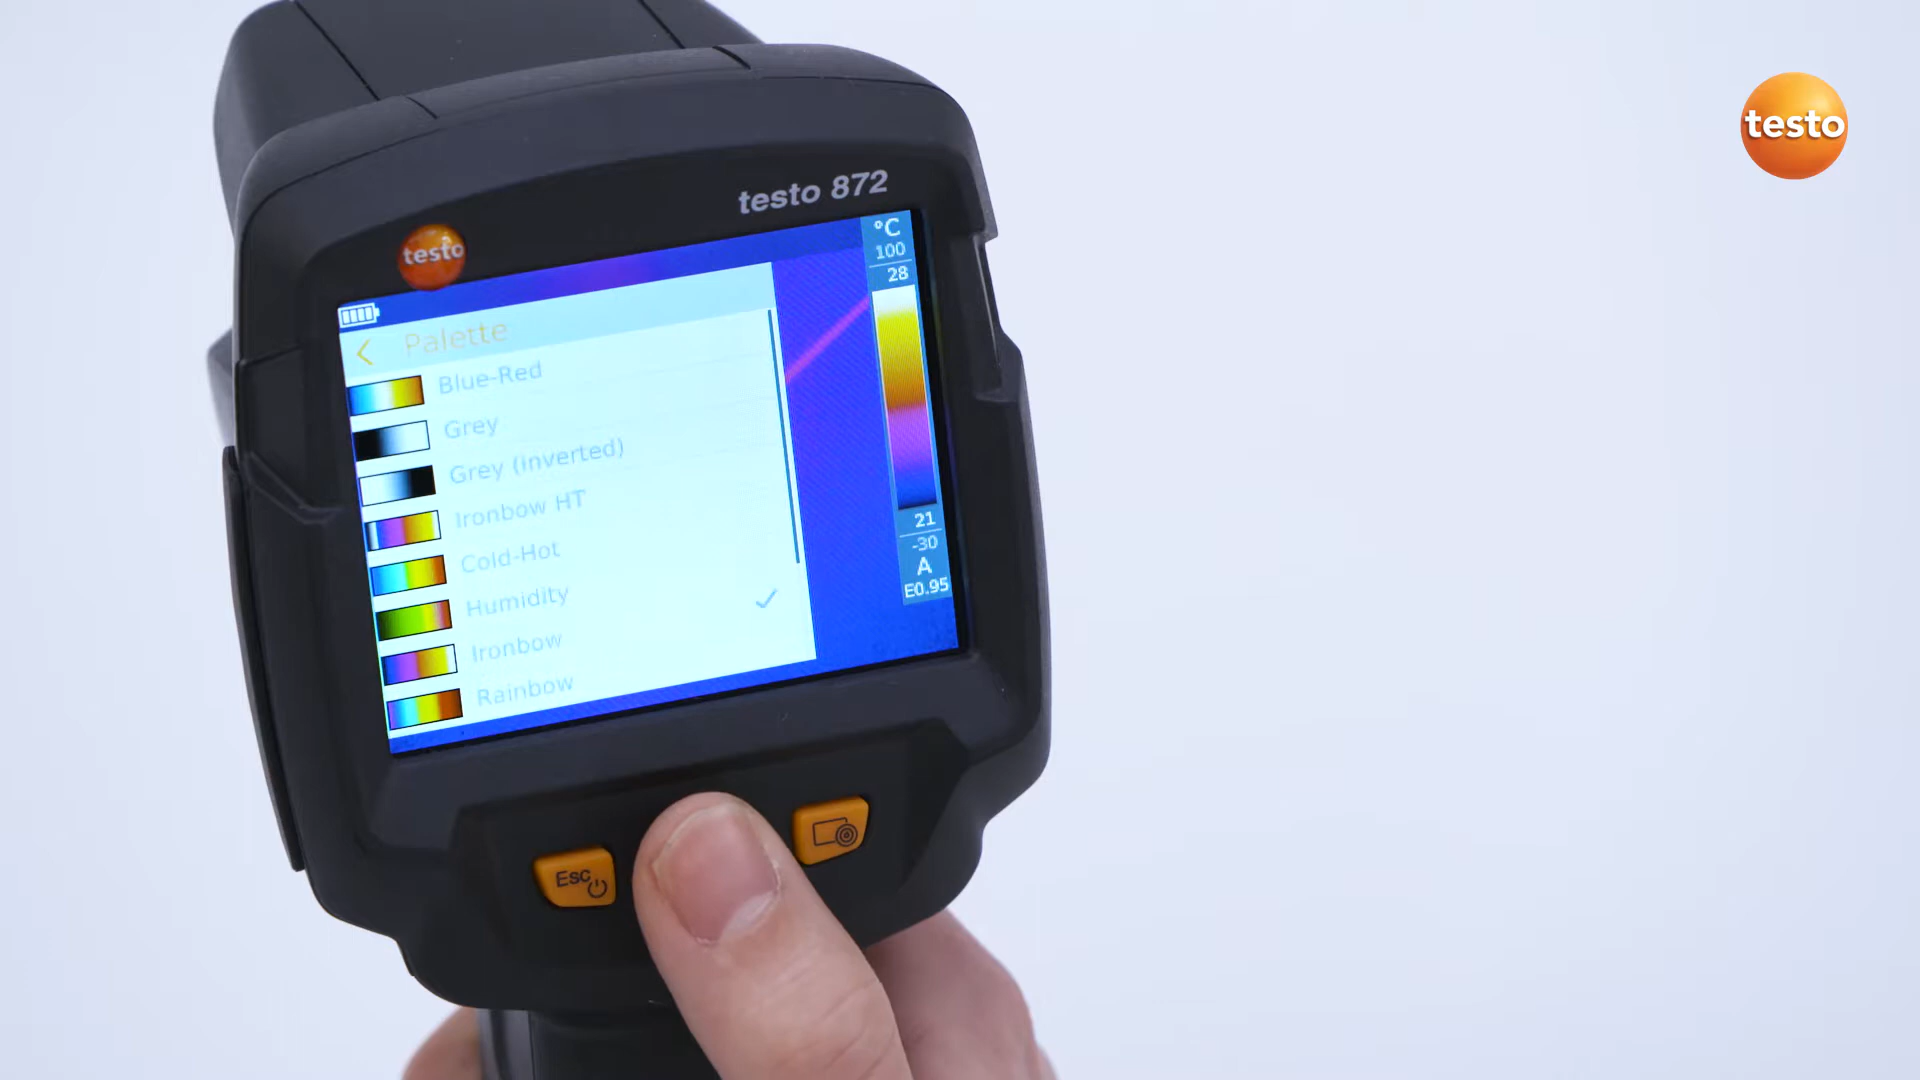 testo
testo 872
testo
°C
100
28
Palette
Blue-Red
Grey
Grey (inverted)
Ironbow HT
Cold-Hot
Humidity
Ironbow
Rainbow
21
-30
A
E0.95
Esc